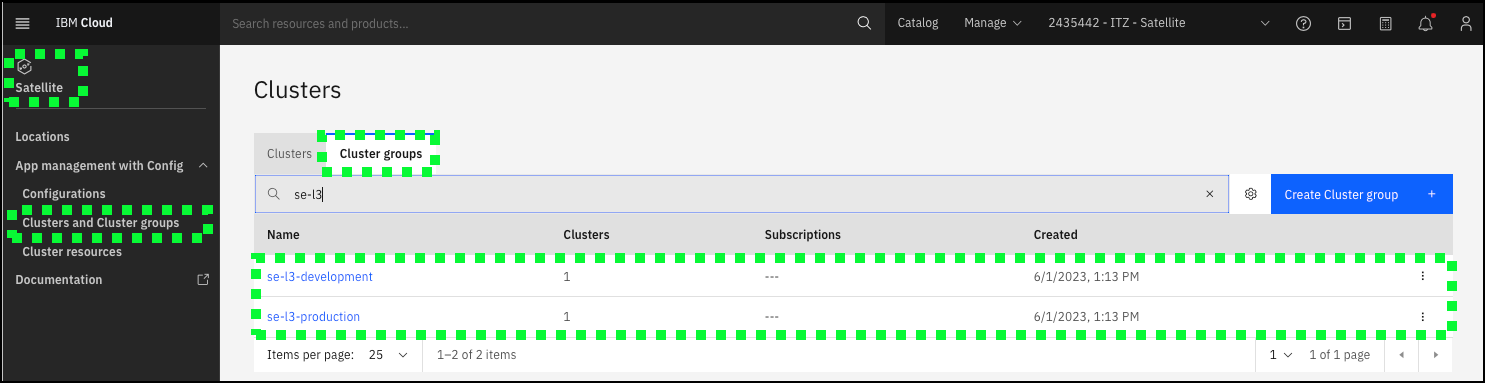 IBM Cloud
Search resources and products...
Catalog
Manage
2435442 - ITZ - Satellite
Satellite
Locations
App management with Config
Configurations
Clusters and Cluster groups
Cluster resources
Documentation
Clusters
Clusters Cluster groups
se-l3
Create Cluster group +
Name Clusters Subscriptions Created
se-l3-development 1 --- 6/1/2023, 1:13 PM
se-l3-production 1 --- 6/1/2023, 1:13 PM
Items per page: 25 1–2 of 2 items 1 1 of 1 page